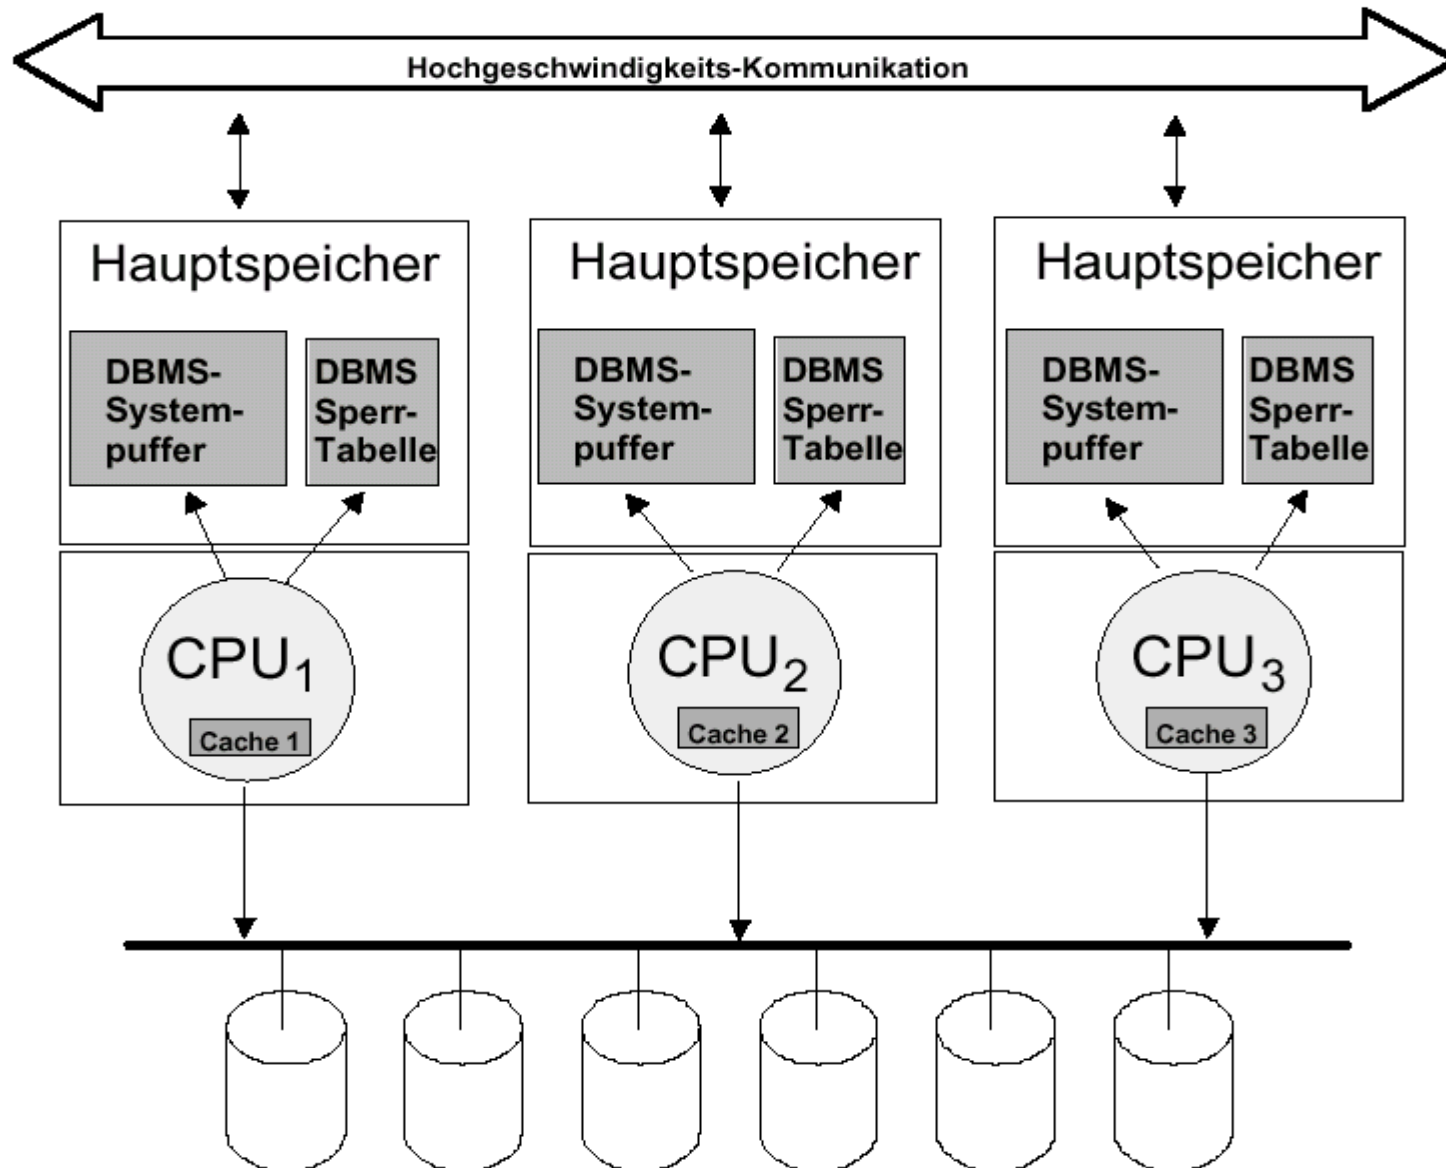 Hochgeschwindigkeits-Kommunikation
Hauptspeicher
DBMS-
System-
puffer
DBMS
Sperr-
Tabelle
CPU1
Cache 1
Hauptspeicher
DBMS-
System-
puffer
DBMS
Sperr-
Tabelle
CPU2
Cache 2
Hauptspeicher
DBMS-
System-
puffer
DBMS
Sperr-
Tabelle
CPU3
Cache 3